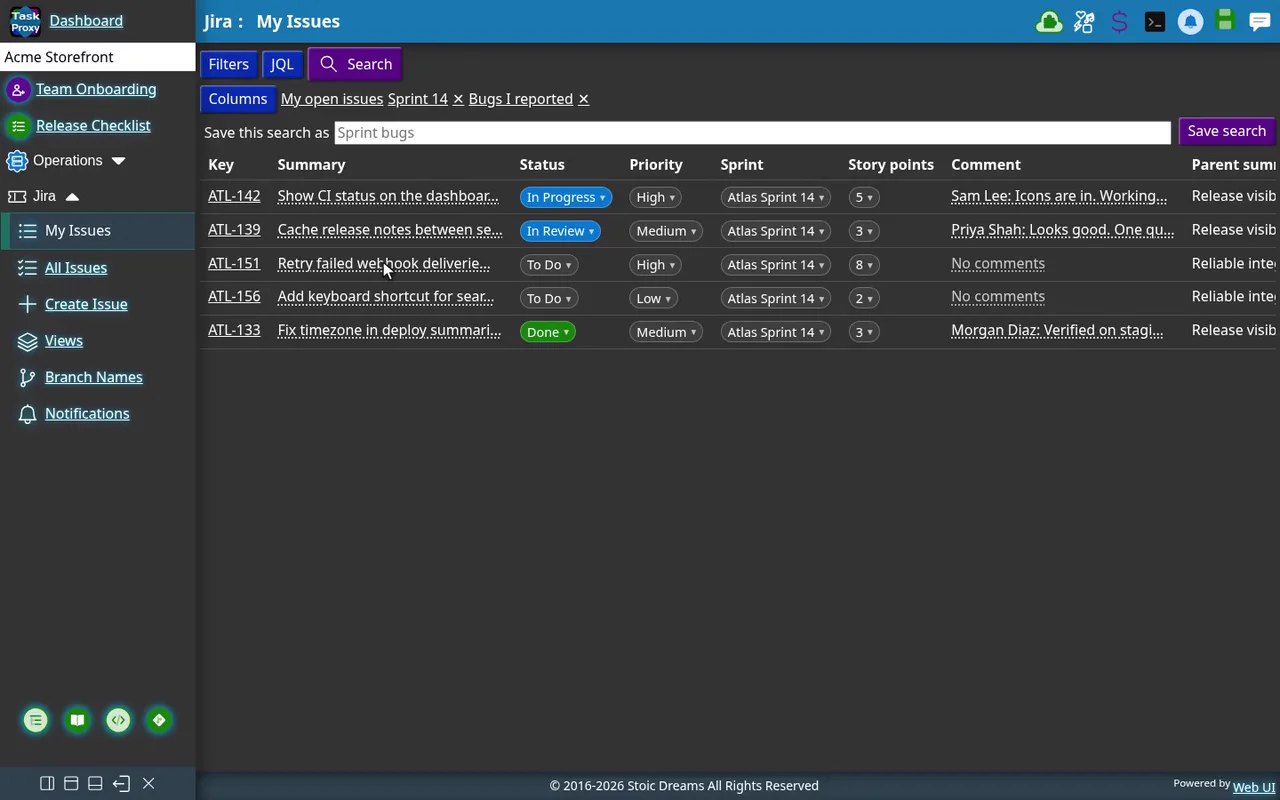 Task Proxy Dashboard
Jira : My Issues
Acme Storefront
Team Onboarding
Release Checklist
Operations
Jira
My Issues
All Issues
Create Issue
Views
Branch Names
Notifications
Filters JQL Search
Columns My open issues Sprint 14 ✕ Bugs I reported ✕
Save this search as Sprint bugs Save search
Key Summary Status Priority Sprint Story points Comment Parent sum
ATL-142 Show CI status on the dashboar... In Progress High Atlas Sprint 14 5 Sam Lee: Icons are in. Working... Release visib
ATL-139 Cache release notes between se... In Review Medium Atlas Sprint 14 3 Priya Shah: Looks good. One qu... Release visib
ATL-151 Retry failed webhook deliverie... To Do High Atlas Sprint 14 8 No comments Reliable inte
ATL-156 Add keyboard shortcut for sear... To Do Low Atlas Sprint 14 2 No comments Reliable inte
ATL-133 Fix timezone in deploy summari... Done Medium Atlas Sprint 14 3 Morgan Diaz: Verified on stagi... Release visib
© 2016-2026 Stoic Dreams All Rights Reserved
Powered by Web UI